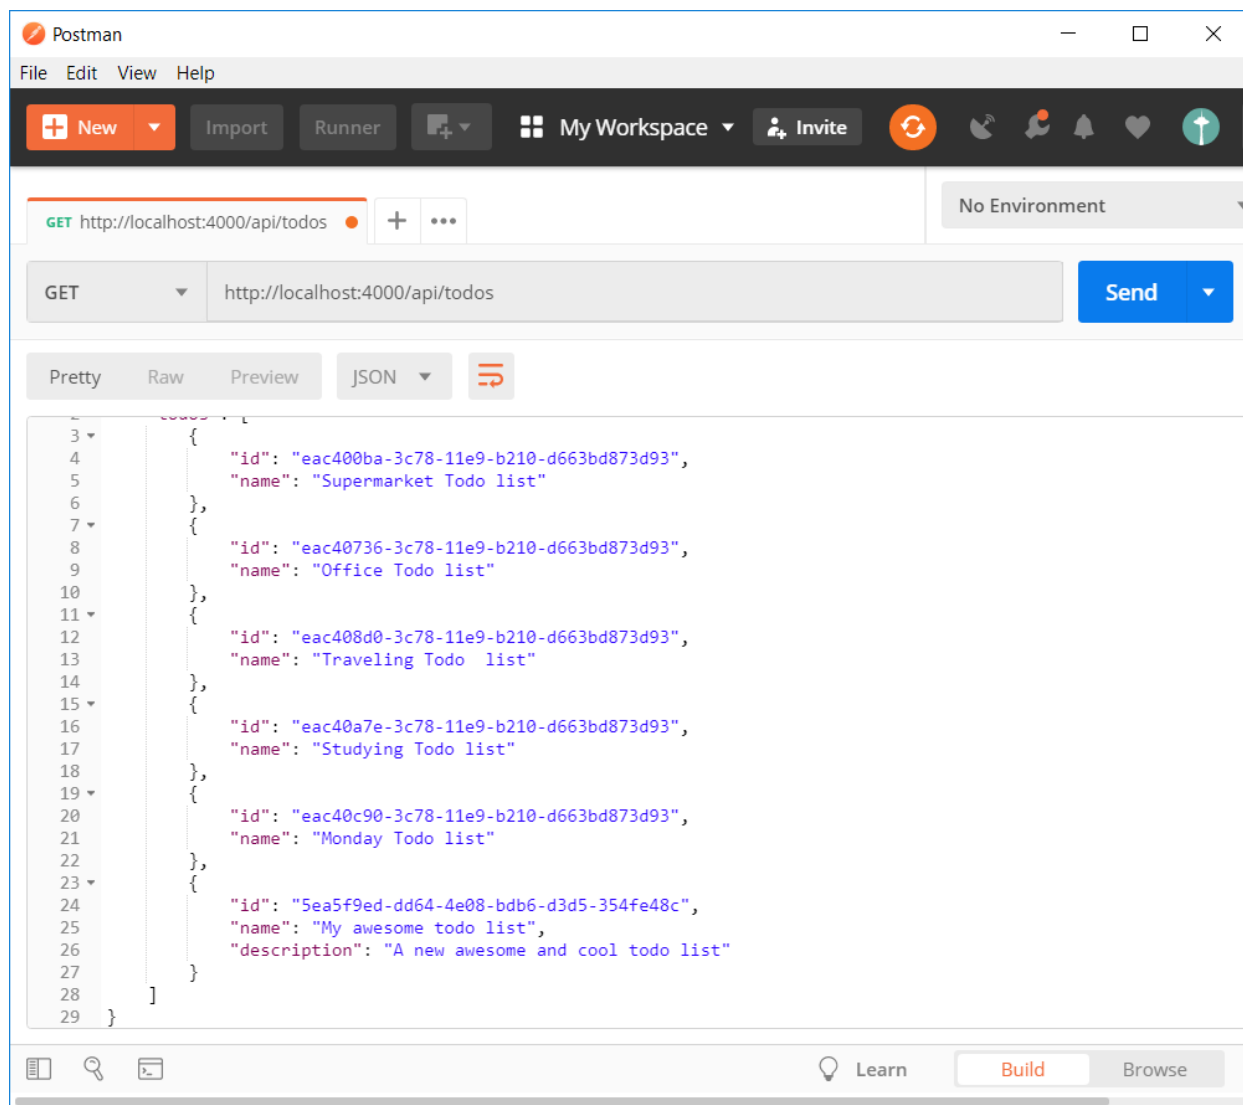 Postman
File Edit View Help
New Import Runner My Workspace Invite
GET http://localhost:4000/api/todos
No Environment
GET http://localhost:4000/api/todos Send
Pretty Raw Preview JSON
2 "todos": [
3 {
4 "id": "eac400ba-3c78-11e9-b210-d663bd873d93",
5 "name": "Supermarket Todo list"
6 },
7 {
8 "id": "eac40736-3c78-11e9-b210-d663bd873d93",
9 "name": "Office Todo list"
10 },
11 {
12 "id": "eac408d0-3c78-11e9-b210-d663bd873d93",
13 "name": "Traveling Todo  list"
14 },
15 {
16 "id": "eac40a7e-3c78-11e9-b210-d663bd873d93",
17 "name": "Studying Todo list"
18 },
19 {
20 "id": "eac40c90-3c78-11e9-b210-d663bd873d93",
21 "name": "Monday Todo list"
22 },
23 {
24 "id": "5ea5f9ed-dd64-4e08-bdb6-d3d5-354fe48c",
25 "name": "My awesome todo list",
26 "description": "A new awesome and cool todo list"
27 }
28 ]
29 }
Learn Build Browse